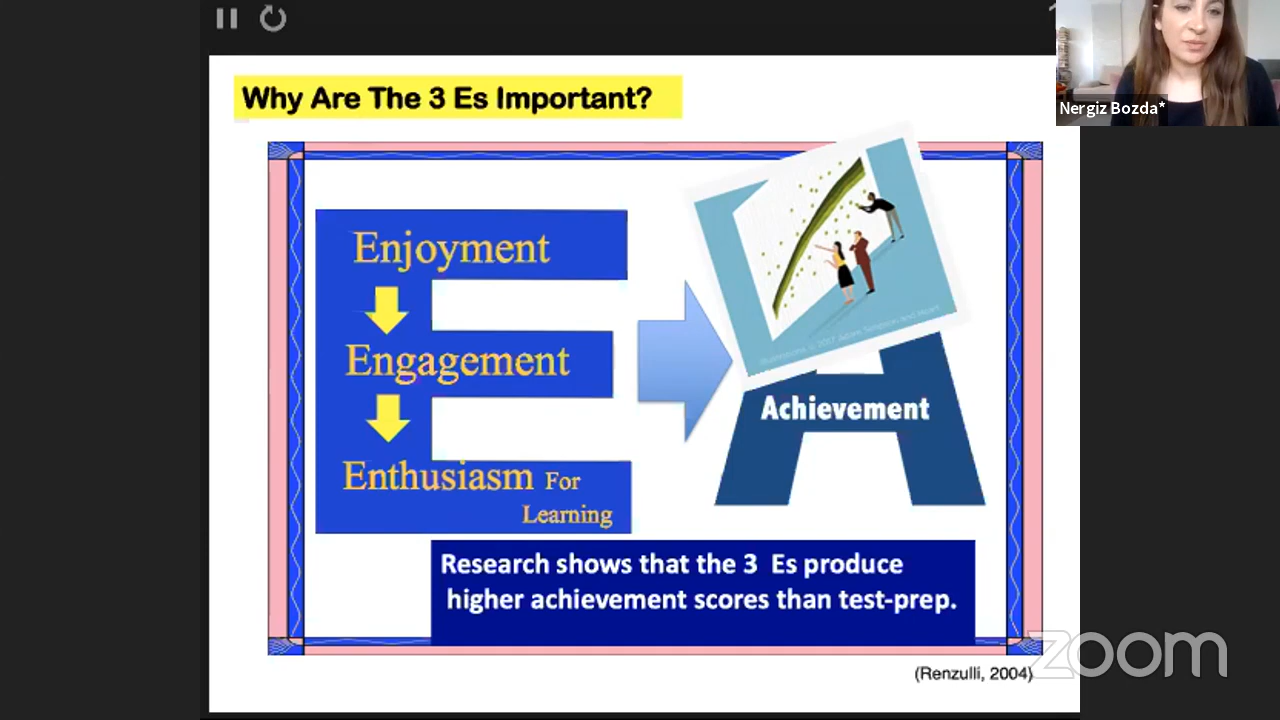 Why Are The 3 Es Important?
Nergiz Bozda*
Enjoyment
Engagement
Enthusiasm For
Learning
Achievement
Research shows that the 3 Es produce
higher achievement scores than test-prep.
(Renzulli, 2004)
zoom